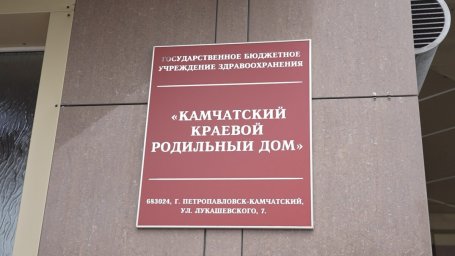 ГОСУДАРСТВЕННОЕ БЮДЖЕТНОЕ
УЧРЕЖДЕНИЕ ЗДРАВООХРАНЕНИЯ
«КАМЧАТСКИЙ
КРАЕВОЙ
РОДИЛЬНЫЙ ДОМ»
683024, Г. ПЕТРОПАВЛОВСК-КАМЧАТСКИЙ,
УЛ. ЛУКАШЕВСКОГО, 7.